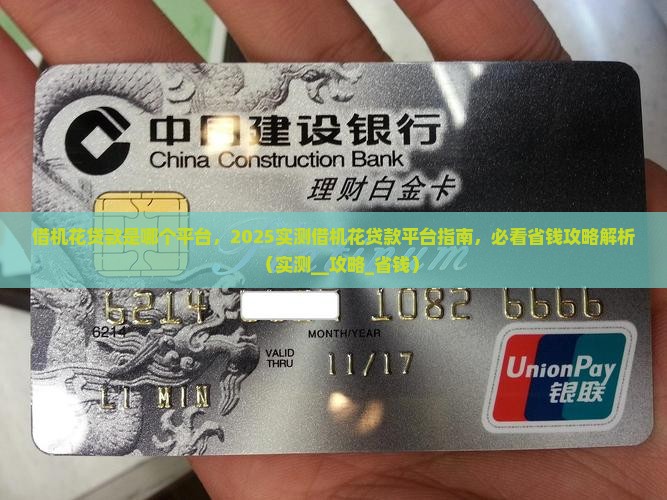 中国建设银行
China Construction Bank
理财白金卡
借机花贷款是哪个平台，2025实测借机花贷款平台指南，必看省钱攻略解析
（实测__攻略_省钱）
6214 1082 6666
6214
MONTH/YEAR
VALID
THRU 11/17
LI MIN
UnionPay
银联